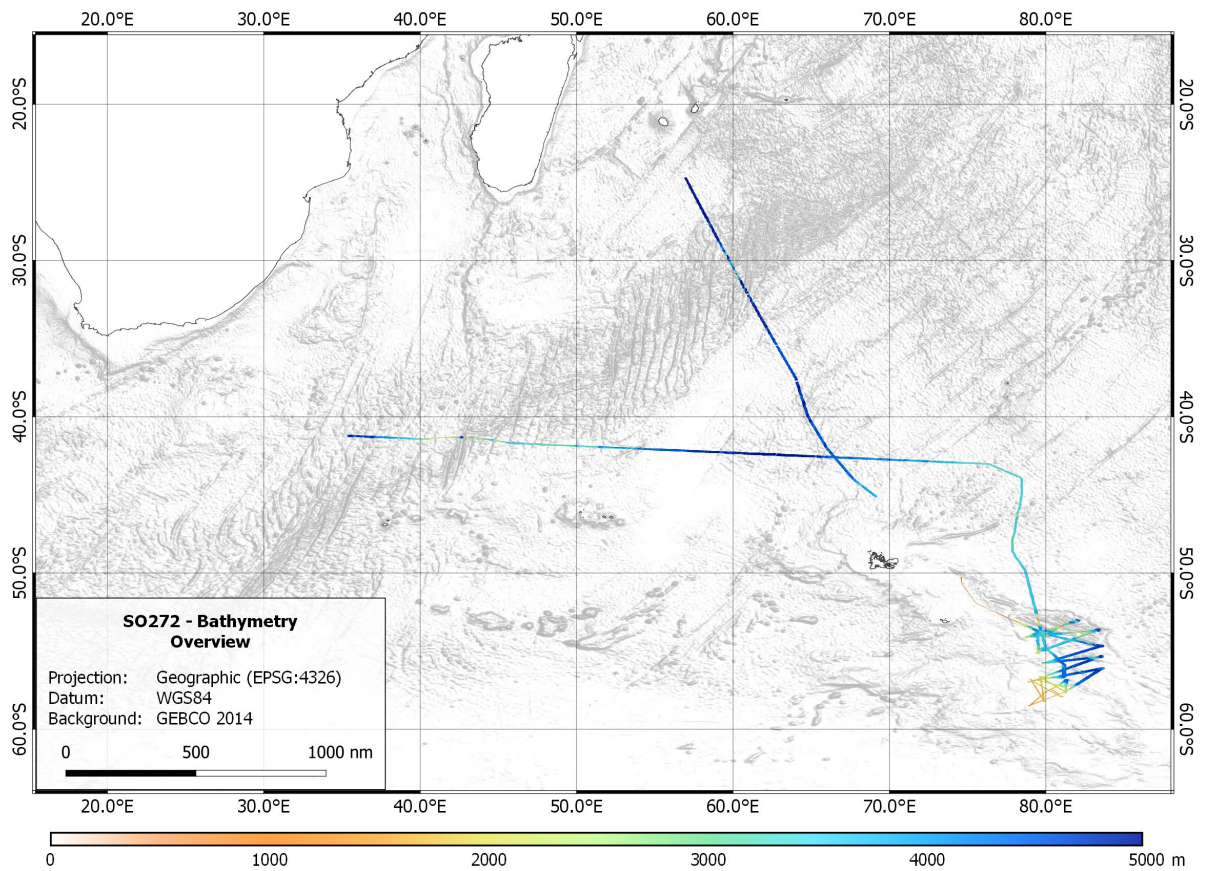 20.0°E 30.0°E 40.0°E 50.0°E 60.0°E 70.0°E 80.0°E
20.0°S 20.0°S
30.0°S 30.0°S
40.0°S 40.0°S
50.0°S 50.0°S
60.0°S 60.0°S
SO272 - Bathymetry
Overview
Projection: Geographic (EPSG:4326)
Datum: WGS84
Background: GEBCO 2014
0 500 1000 nm
20.0°E 30.0°E 40.0°E 50.0°E 60.0°E 70.0°E 80.0°E
0 1000 2000 3000 4000 5000 m